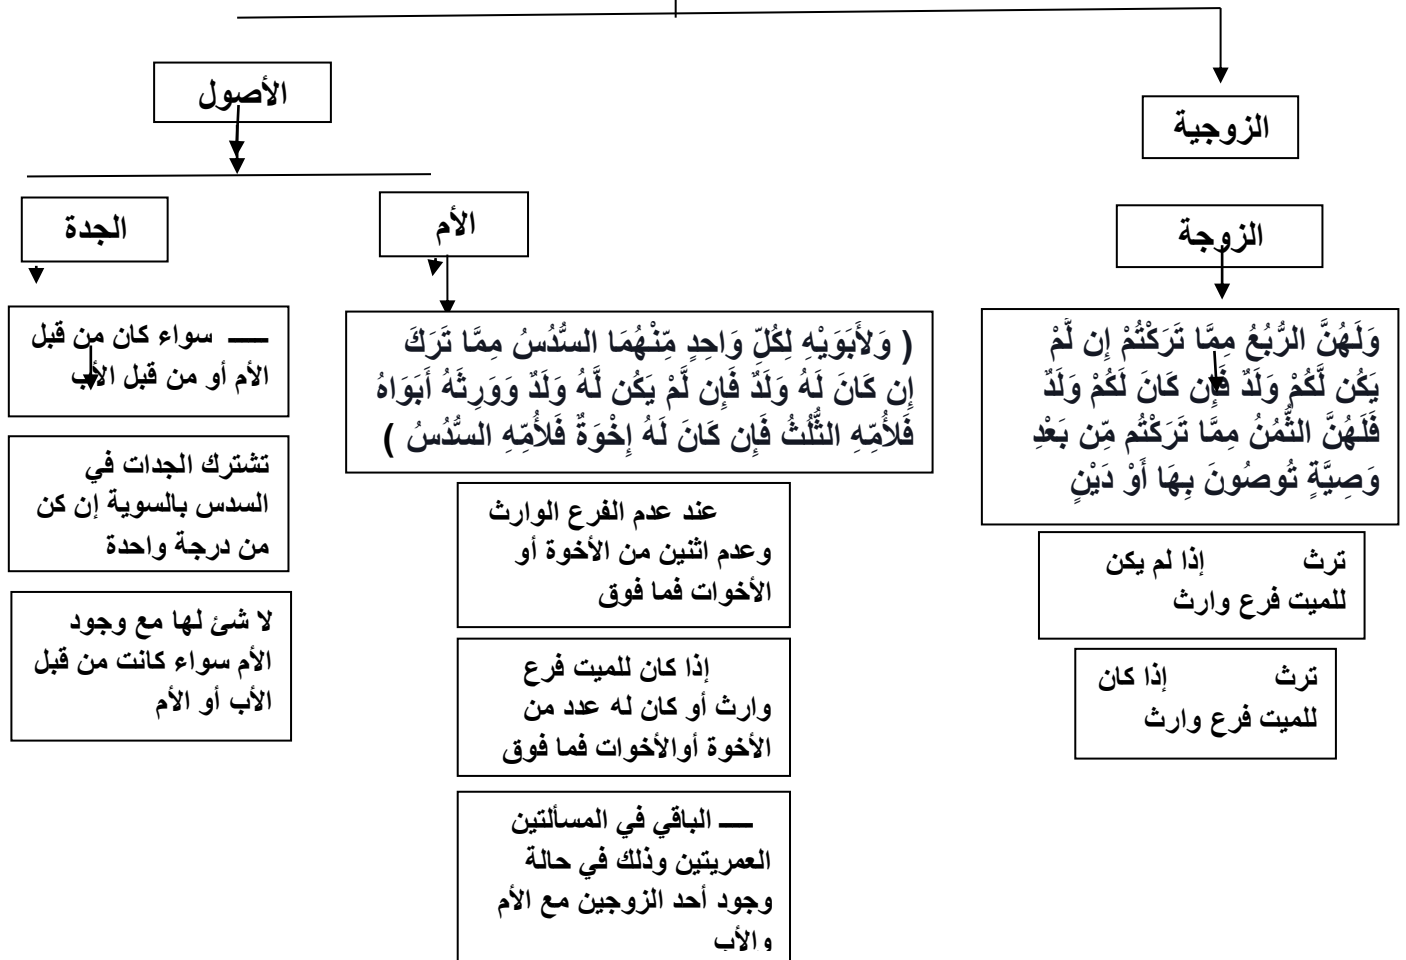 الأصول
الزوجية
الجدة
الأم
الزوجة
وَلَهُنَّ الرُّبُعُ مِمَّا تَرَكْتُمْ إِن لَّمْ
يَكُن لَّكُمْ وَلَدٌ فَإِن كَانَ لَكُمْ وَلَدٌ
فَلَهُنَّ الثُّمُنُ مِمَّا تَرَكْتُم مِّن بَعْدِ
وَصِيَّةٍ تُوصُونَ بِهَا أَوْ دَيْنٍ
ترث إذا لم يكن
للميت فرع وارث
ترث إذا كان
للميت فرع وارث
( وَلأَبَوَيْهِ لِكُلِّ وَاحِدٍ مِّنْهُمَا السُّدُسُ مِمَّا تَرَكَ
إِن كَانَ لَهُ وَلَدٌ فَإِن لَّمْ يَكُن لَّهُ وَلَدٌ وَوَرِثَهُ أَبَوَاهُ
فَلأُمِّهِ الثُّلُثُ فَإِن كَانَ لَهُ إِخْوَةٌ فَلأُمِّهِ السُّدُسُ )
عند عدم الفرع الوارث
وعدم اثنين من الأخوة أو
الأخوات فما فوق
إذا كان للميت فرع
وارث أو كان له عدد من
الأخوة أوالأخوات فما فوق
ــــ الباقي في المسألتين
العمريتين وذلك في حالة
وجود أحد الزوجين مع الأم
والأب
ــــ سواء كان من قبل
الأم أو من قبل الأب
تشترك الجدات في
السدس بالسوية إن كن
من درجة واحدة
لا شئ لها مع وجود
الأم سواء كانت من قبل
الأب أو الأم